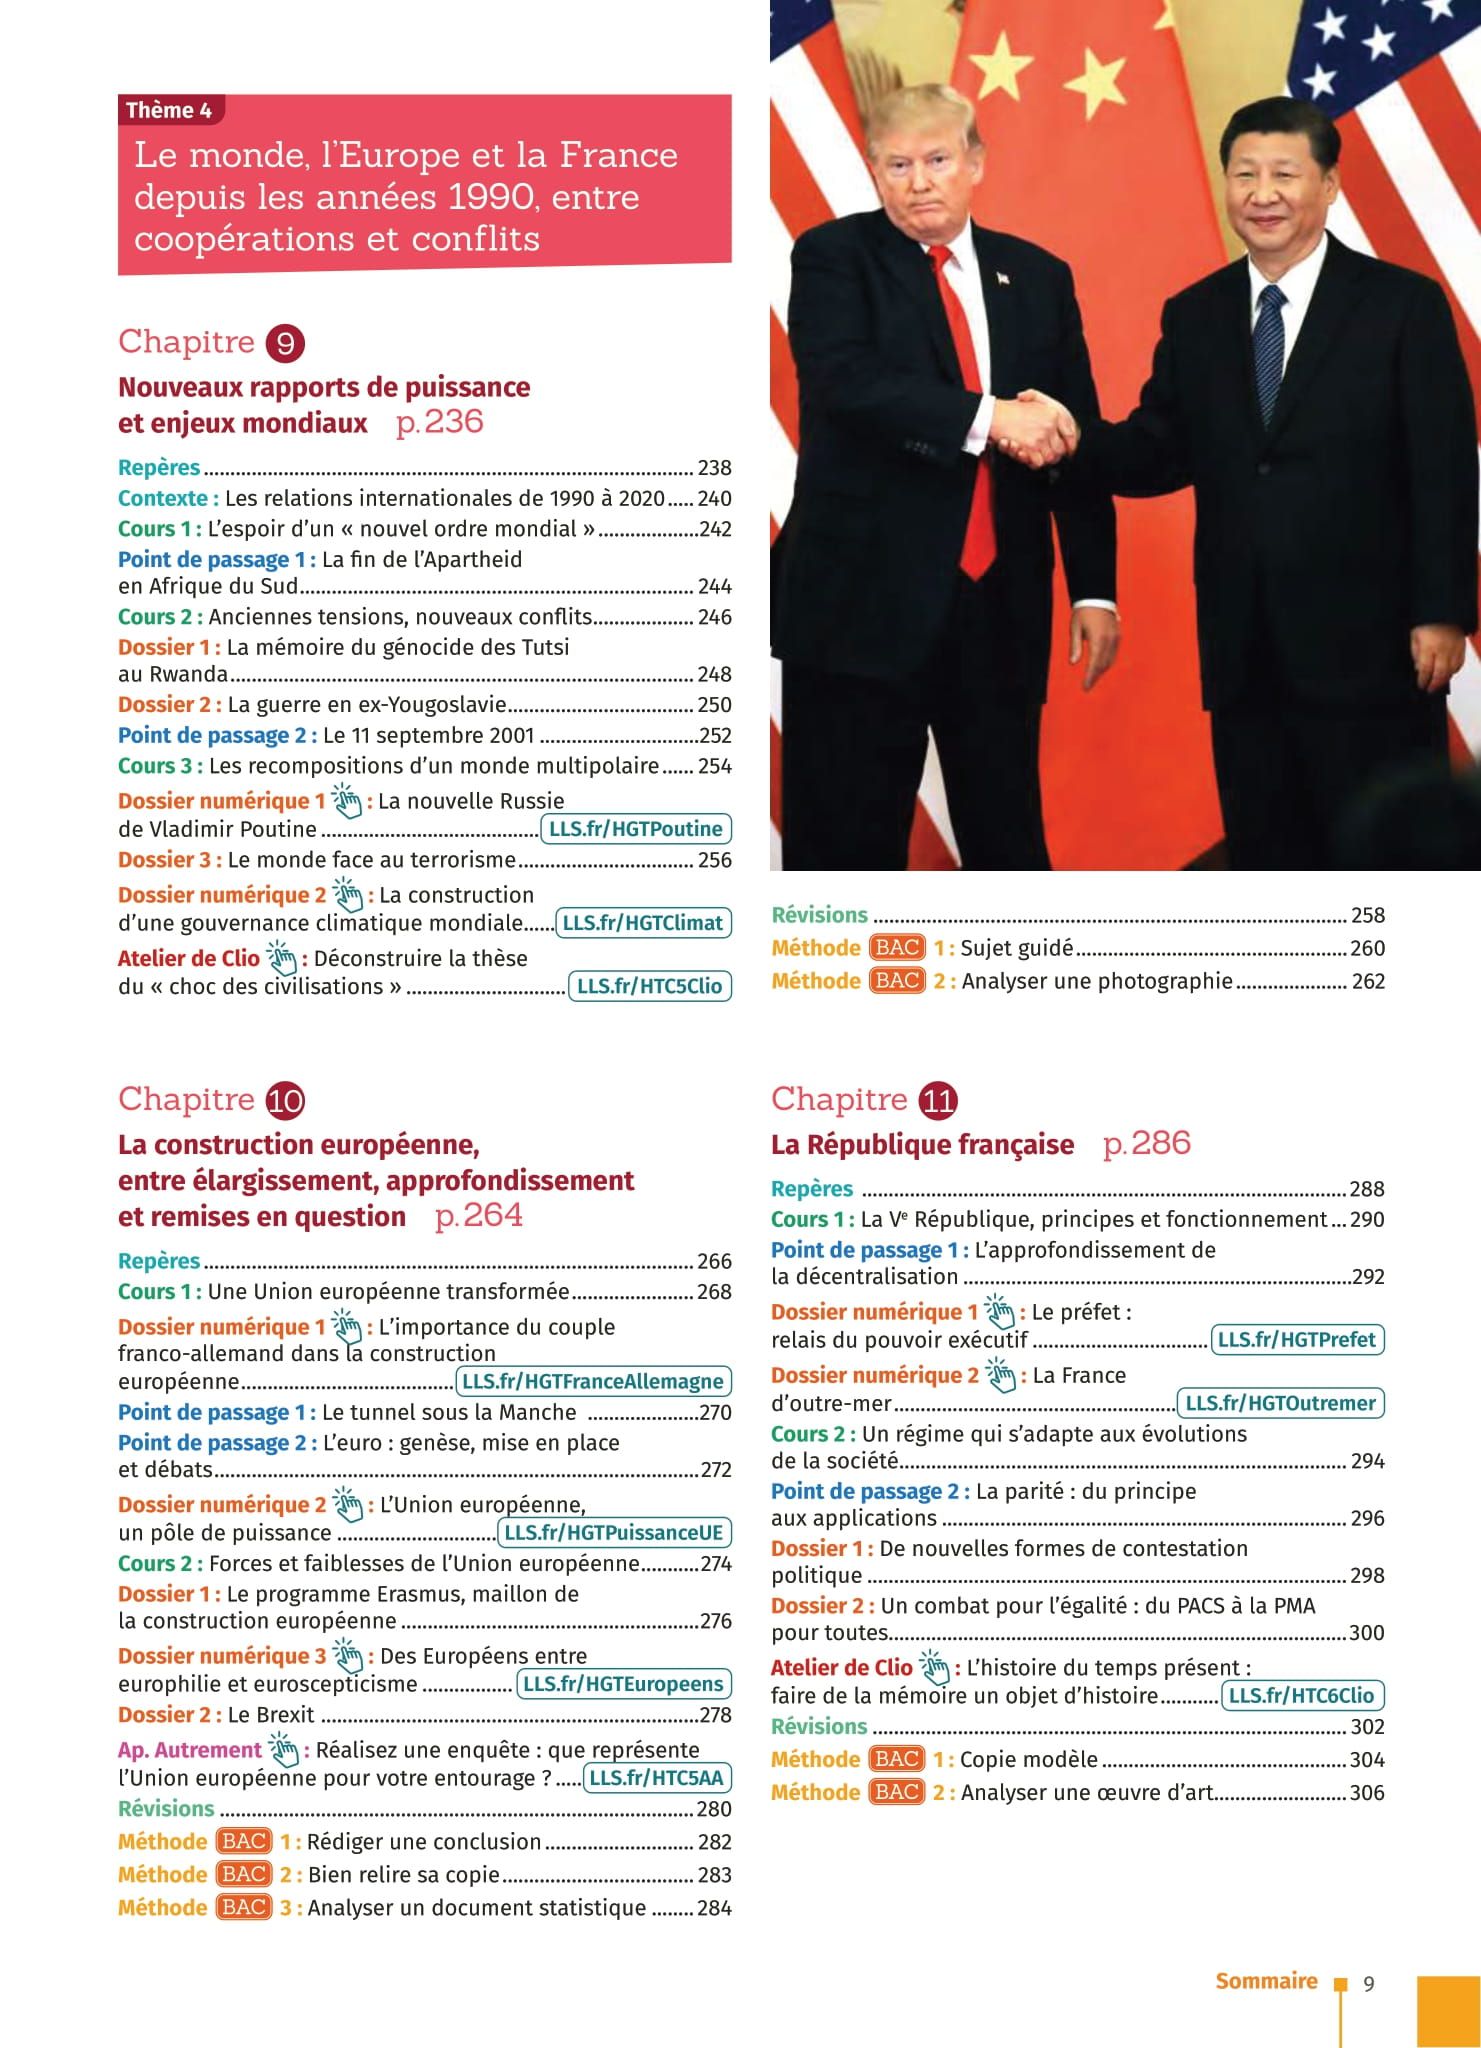 Thème 4
Le monde, l'Europe et la France
depuis les années 1990, entre
coopérations et conflits
Chapitre 9
Nouveaux rapports de puissance
et enjeux mondiaux p. 236
Repères ........ 238
Contexte : Les relations internationales de 1990 à 2020 ..... 240
Cours 1 : L'espoir d'un « nouvel ordre mondial » ........ 242
Point de passage 1 : La fin de l'Apartheid
en Afrique du Sud ........ 244
Cours 2 : Anciennes tensions, nouveaux conflits ........ 246
Dossier 1 : La mémoire du génocide des Tutsi
au Rwanda ........ 248
Dossier 2 : La guerre en ex-Yougoslavie ........ 250
Point de passage 2 : Le 11 septembre 2001 ........ 252
Cours 3 : Les recompositions d'un monde multipolaire ...... 254
Dossier numérique 1 : La nouvelle Russie
de Vladimir Poutine ........ LLS.fr/HGTPoutine
Dossier 3 : Le monde face au terrorisme ........ 256
Dossier numérique 2 : La construction
d'une gouvernance climatique mondiale ...... LLS.fr/HGTClimat
Atelier de Clio : Déconstruire la thèse
du « choc des civilisations » ........ LLS.fr/HTC5Clio
Révisions ........ 258
Méthode BAC 1 : Sujet guidé ........ 260
Méthode BAC 2 : Analyser une photographie ........ 262
Chapitre 10
La construction européenne,
entre élargissement, approfondissement
et remises en question p. 264
Repères ........ 266
Cours 1 : Une Union européenne transformée ........ 268
Dossier numérique 1 : L'importance du couple
franco-allemand dans la construction
européenne ........ LLS.fr/HGTFranceAllemagne
Point de passage 1 : Le tunnel sous la Manche ........ 270
Point de passage 2 : L'euro : genèse, mise en place
et débats ........ 272
Dossier numérique 2 : L'Union européenne,
un pôle de puissance ........ LLS.fr/HGTPuissanceUE
Cours 2 : Forces et faiblesses de l'Union européenne ........ 274
Dossier 1 : Le programme Erasmus, maillon de
la construction européenne ........ 276
Dossier numérique 3 : Des Européens entre
europhilie et euroscepticisme ........ LLS.fr/HGTEuropeens
Dossier 2 : Le Brexit ........ 278
Ap. Autrement : Réalisez une enquête : que représente
l'Union européenne pour votre entourage ? ..... LLS.fr/HTC5AA
Révisions ........ 280
Méthode BAC 1 : Rédiger une conclusion ........ 282
Méthode BAC 2 : Bien relire sa copie ........ 283
Méthode BAC 3 : Analyser un document statistique ........ 284
Chapitre 11
La République française p. 286
Repères ........ 288
Cours 1 : La Ve République, principes et fonctionnement ... 290
Point de passage 1 : L'approfondissement de
la décentralisation ........ 292
Dossier numérique 1 : Le préfet :
relais du pouvoir exécutif ........ LLS.fr/HGTPrefet
Dossier numérique 2 : La France
d'outre-mer ........ LLS.fr/HGTOutremer
Cours 2 : Un régime qui s'adapte aux évolutions
de la société ........ 294
Point de passage 2 : La parité : du principe
aux applications ........ 296
Dossier 1 : De nouvelles formes de contestation
politique ........ 298
Dossier 2 : Un combat pour l'égalité : du PACS à la PMA
pour toutes ........ 300
Atelier de Clio : L'histoire du temps présent :
faire de la mémoire un objet d'histoire ........ LLS.fr/HTC6Clio
Révisions ........ 302
Méthode BAC 1 : Copie modèle ........ 304
Méthode BAC 2 : Analyser une œuvre d'art ........ 306
Sommaire 9